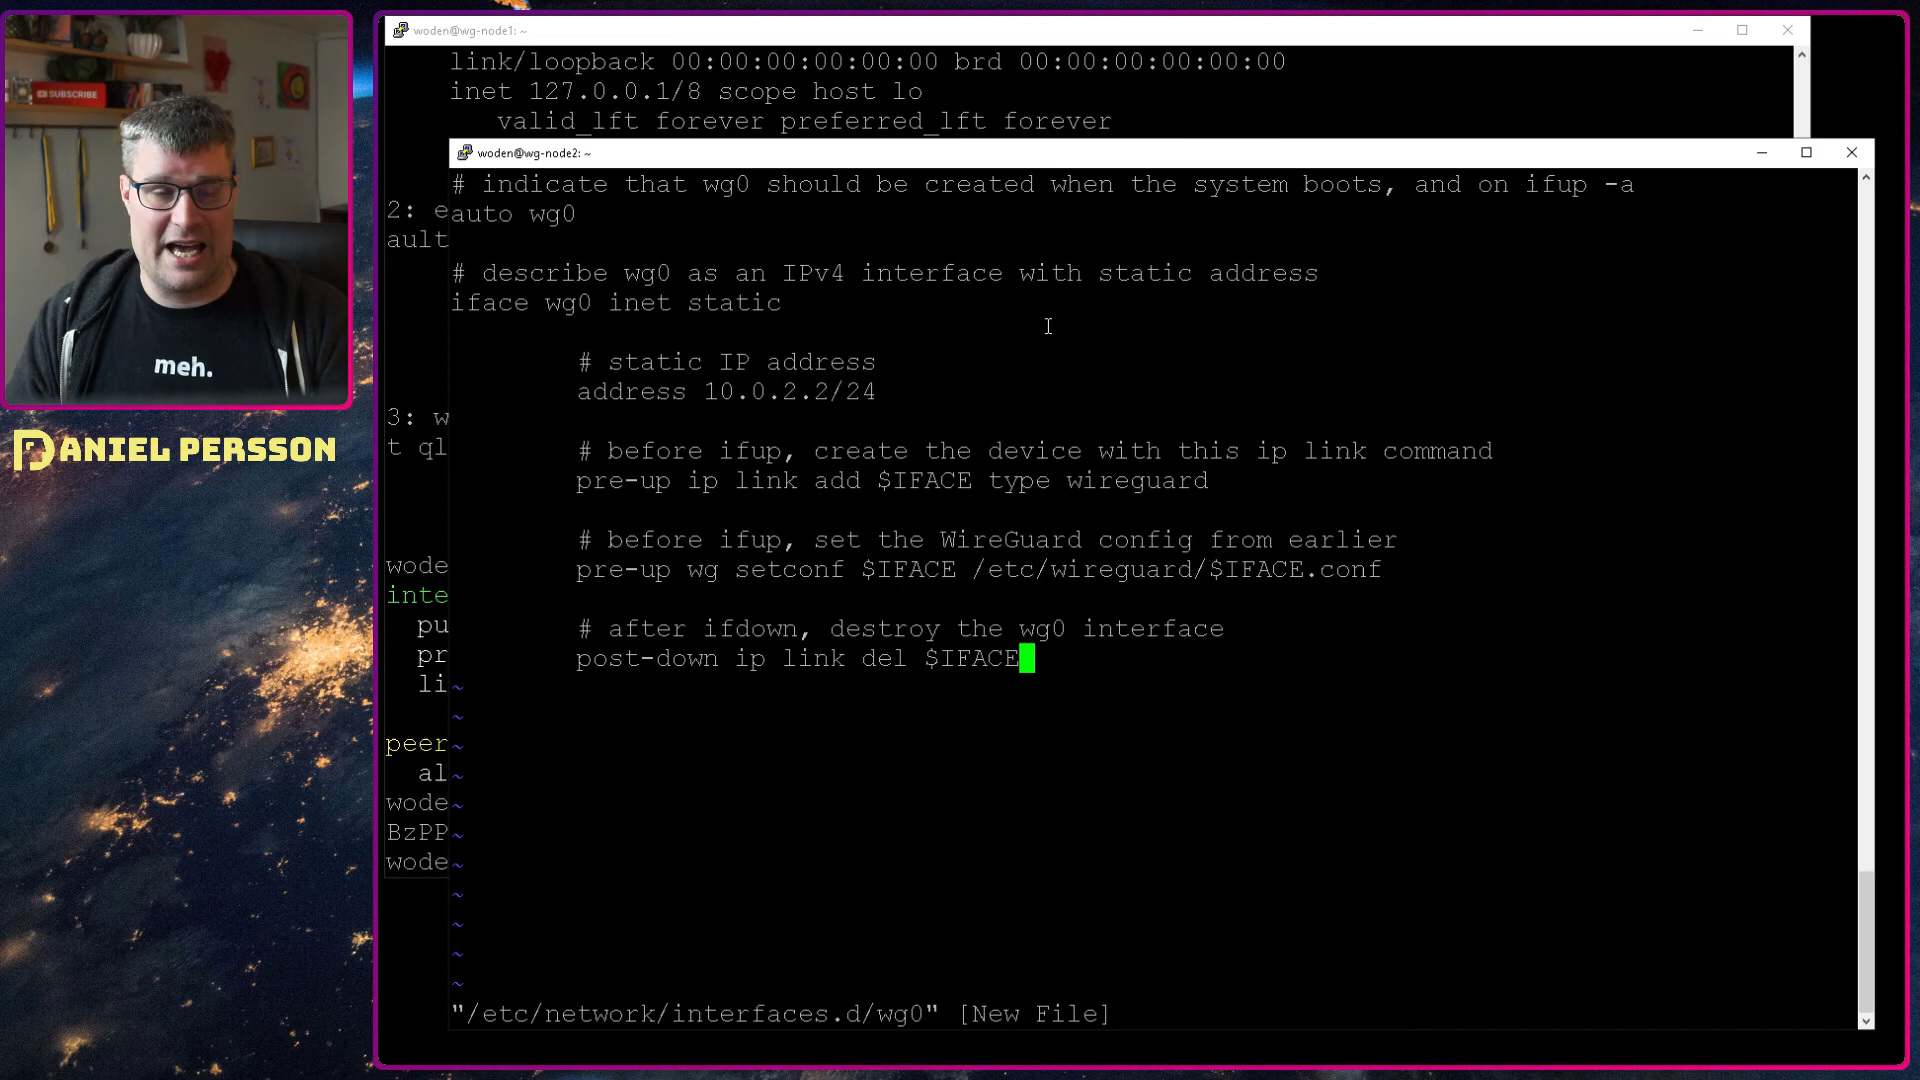 SUBSCRIBE
meh.
DANIEL PERSSON
woden@wg-node1: ~
link/loopback 00:00:00:00:00:00 brd 00:00:00:00:00:00
inet 127.0.0.1/8 scope host lo
valid_lft forever preferred_lft forever
2: e
ault
3: w
t ql
wode
inte
pu
pr
li
peer
al
wode
BzPP
wode
woden@wg-node2: ~
# indicate that wg0 should be created when the system boots, and on ifup -a
auto wg0
# describe wg0 as an IPv4 interface with static address
iface wg0 inet static
# static IP address
address 10.0.2.2/24
# before ifup, create the device with this ip link command
pre-up ip link add $IFACE type wireguard
# before ifup, set the WireGuard config from earlier
pre-up wg setconf $IFACE /etc/wireguard/$IFACE.conf
# after ifdown, destroy the wg0 interface
post-down ip link del $IFACE
~
~
~
~
~
~
~
~
~
~
~
"/etc/network/interfaces.d/wg0" [New File]